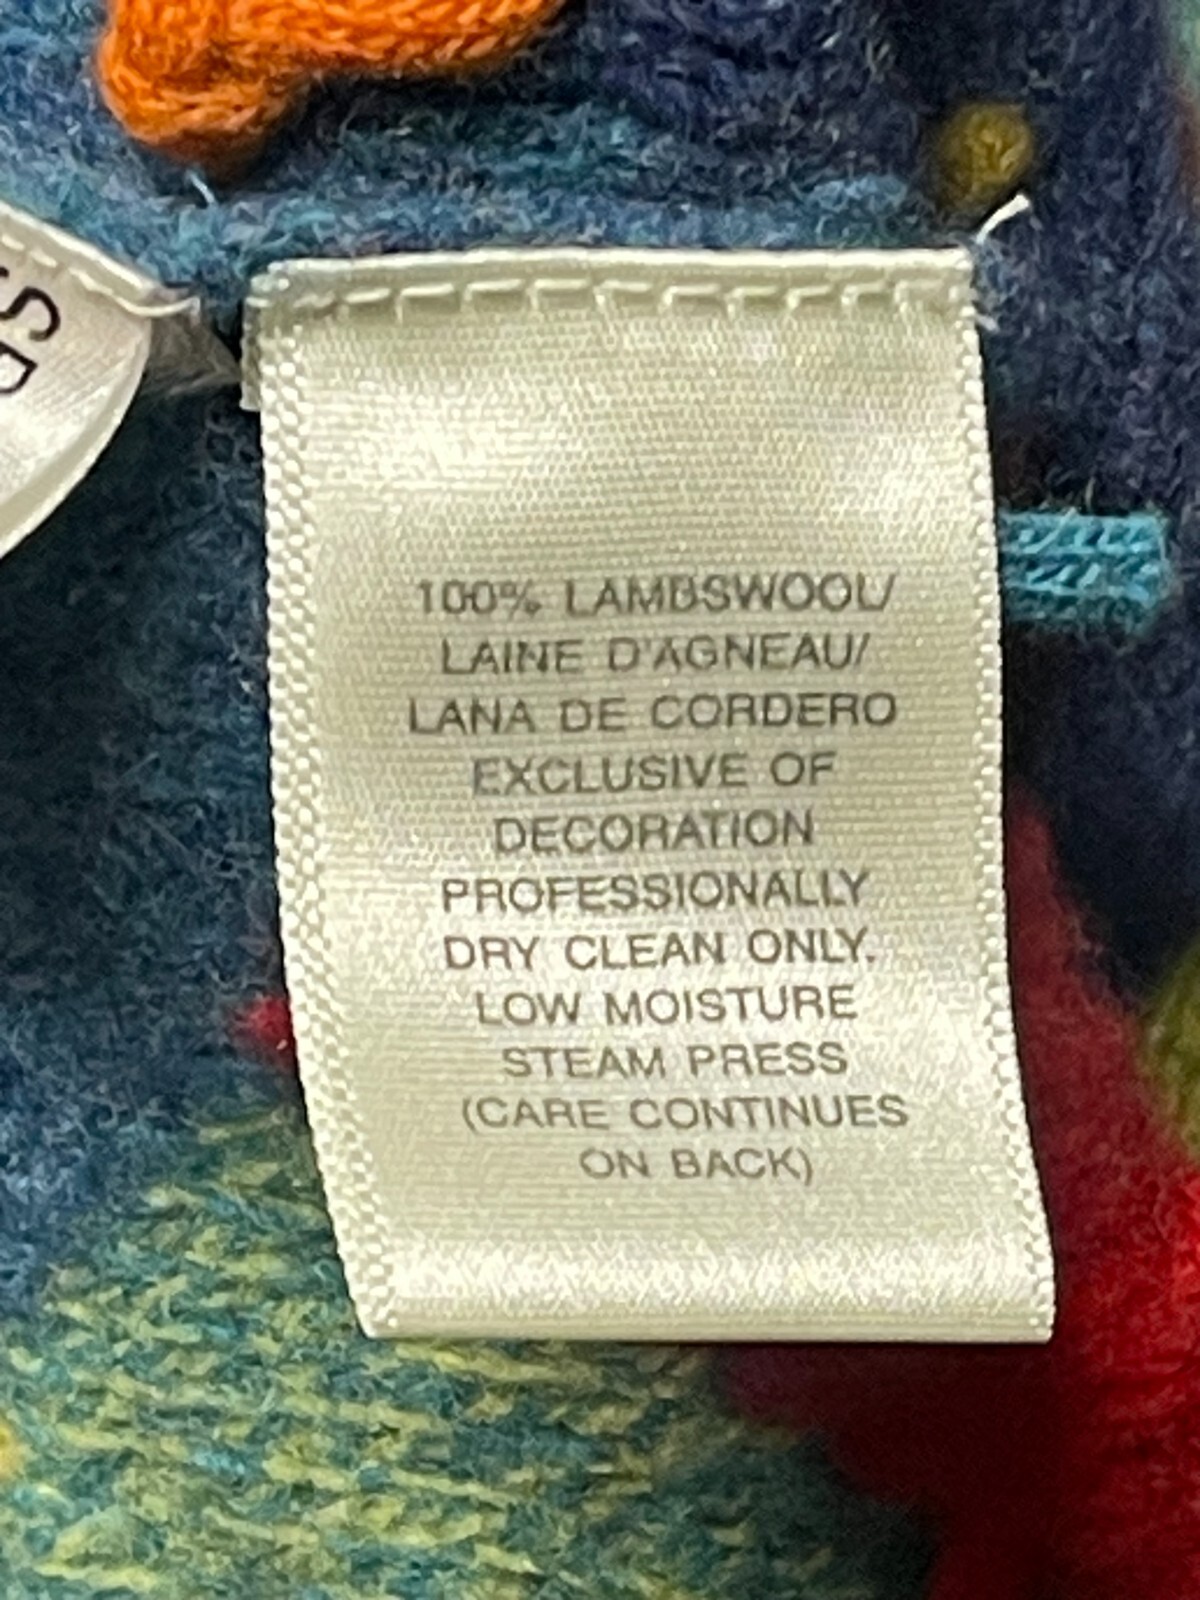 100% LAMBSWOOL/
LAINE D'AGNEAU/
LANA DE CORDERO
EXCLUSIVE OF
DECORATION
PROFESSIONALLY
DRY CLEAN ONLY.
LOW MOISTURE
STEAM PRESS
(CARE CONTINUES
ON BACK)